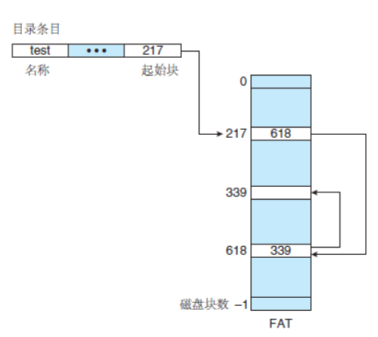 目录条目
test ••• 217
名称 起始块
0
217 618
339
618 339
磁盘块数 -1
FAT